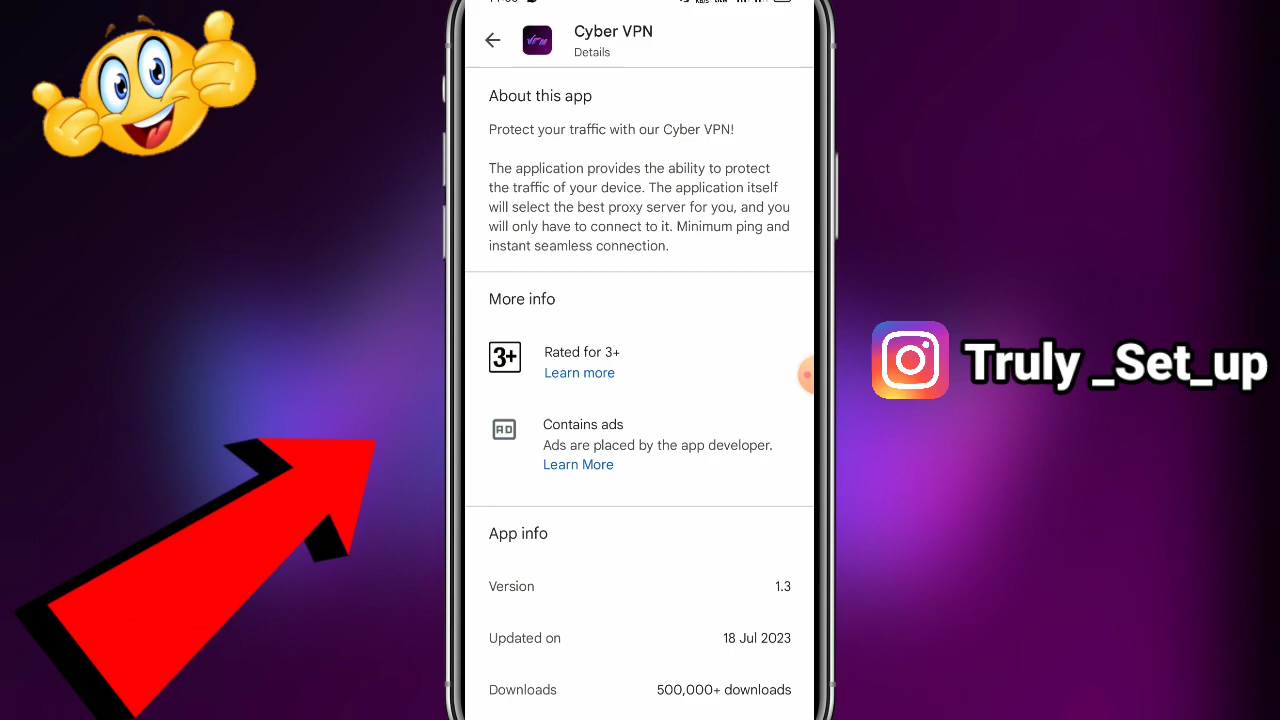 Cyber VPN
Details
About this app
Protect your traffic with our Cyber VPN!
The application provides the ability to protect
the traffic of your device. The application itself
will select the best proxy server for you, and you
will only have to connect to it. Minimum ping and
instant seamless connection.
More info
3+
Rated for 3+
Learn more
AD
Contains ads
Ads are placed by the app developer.
Learn More
App info
Version 1.3
Updated on 18 Jul 2023
Downloads 500,000+ downloads
Truly _Set_up